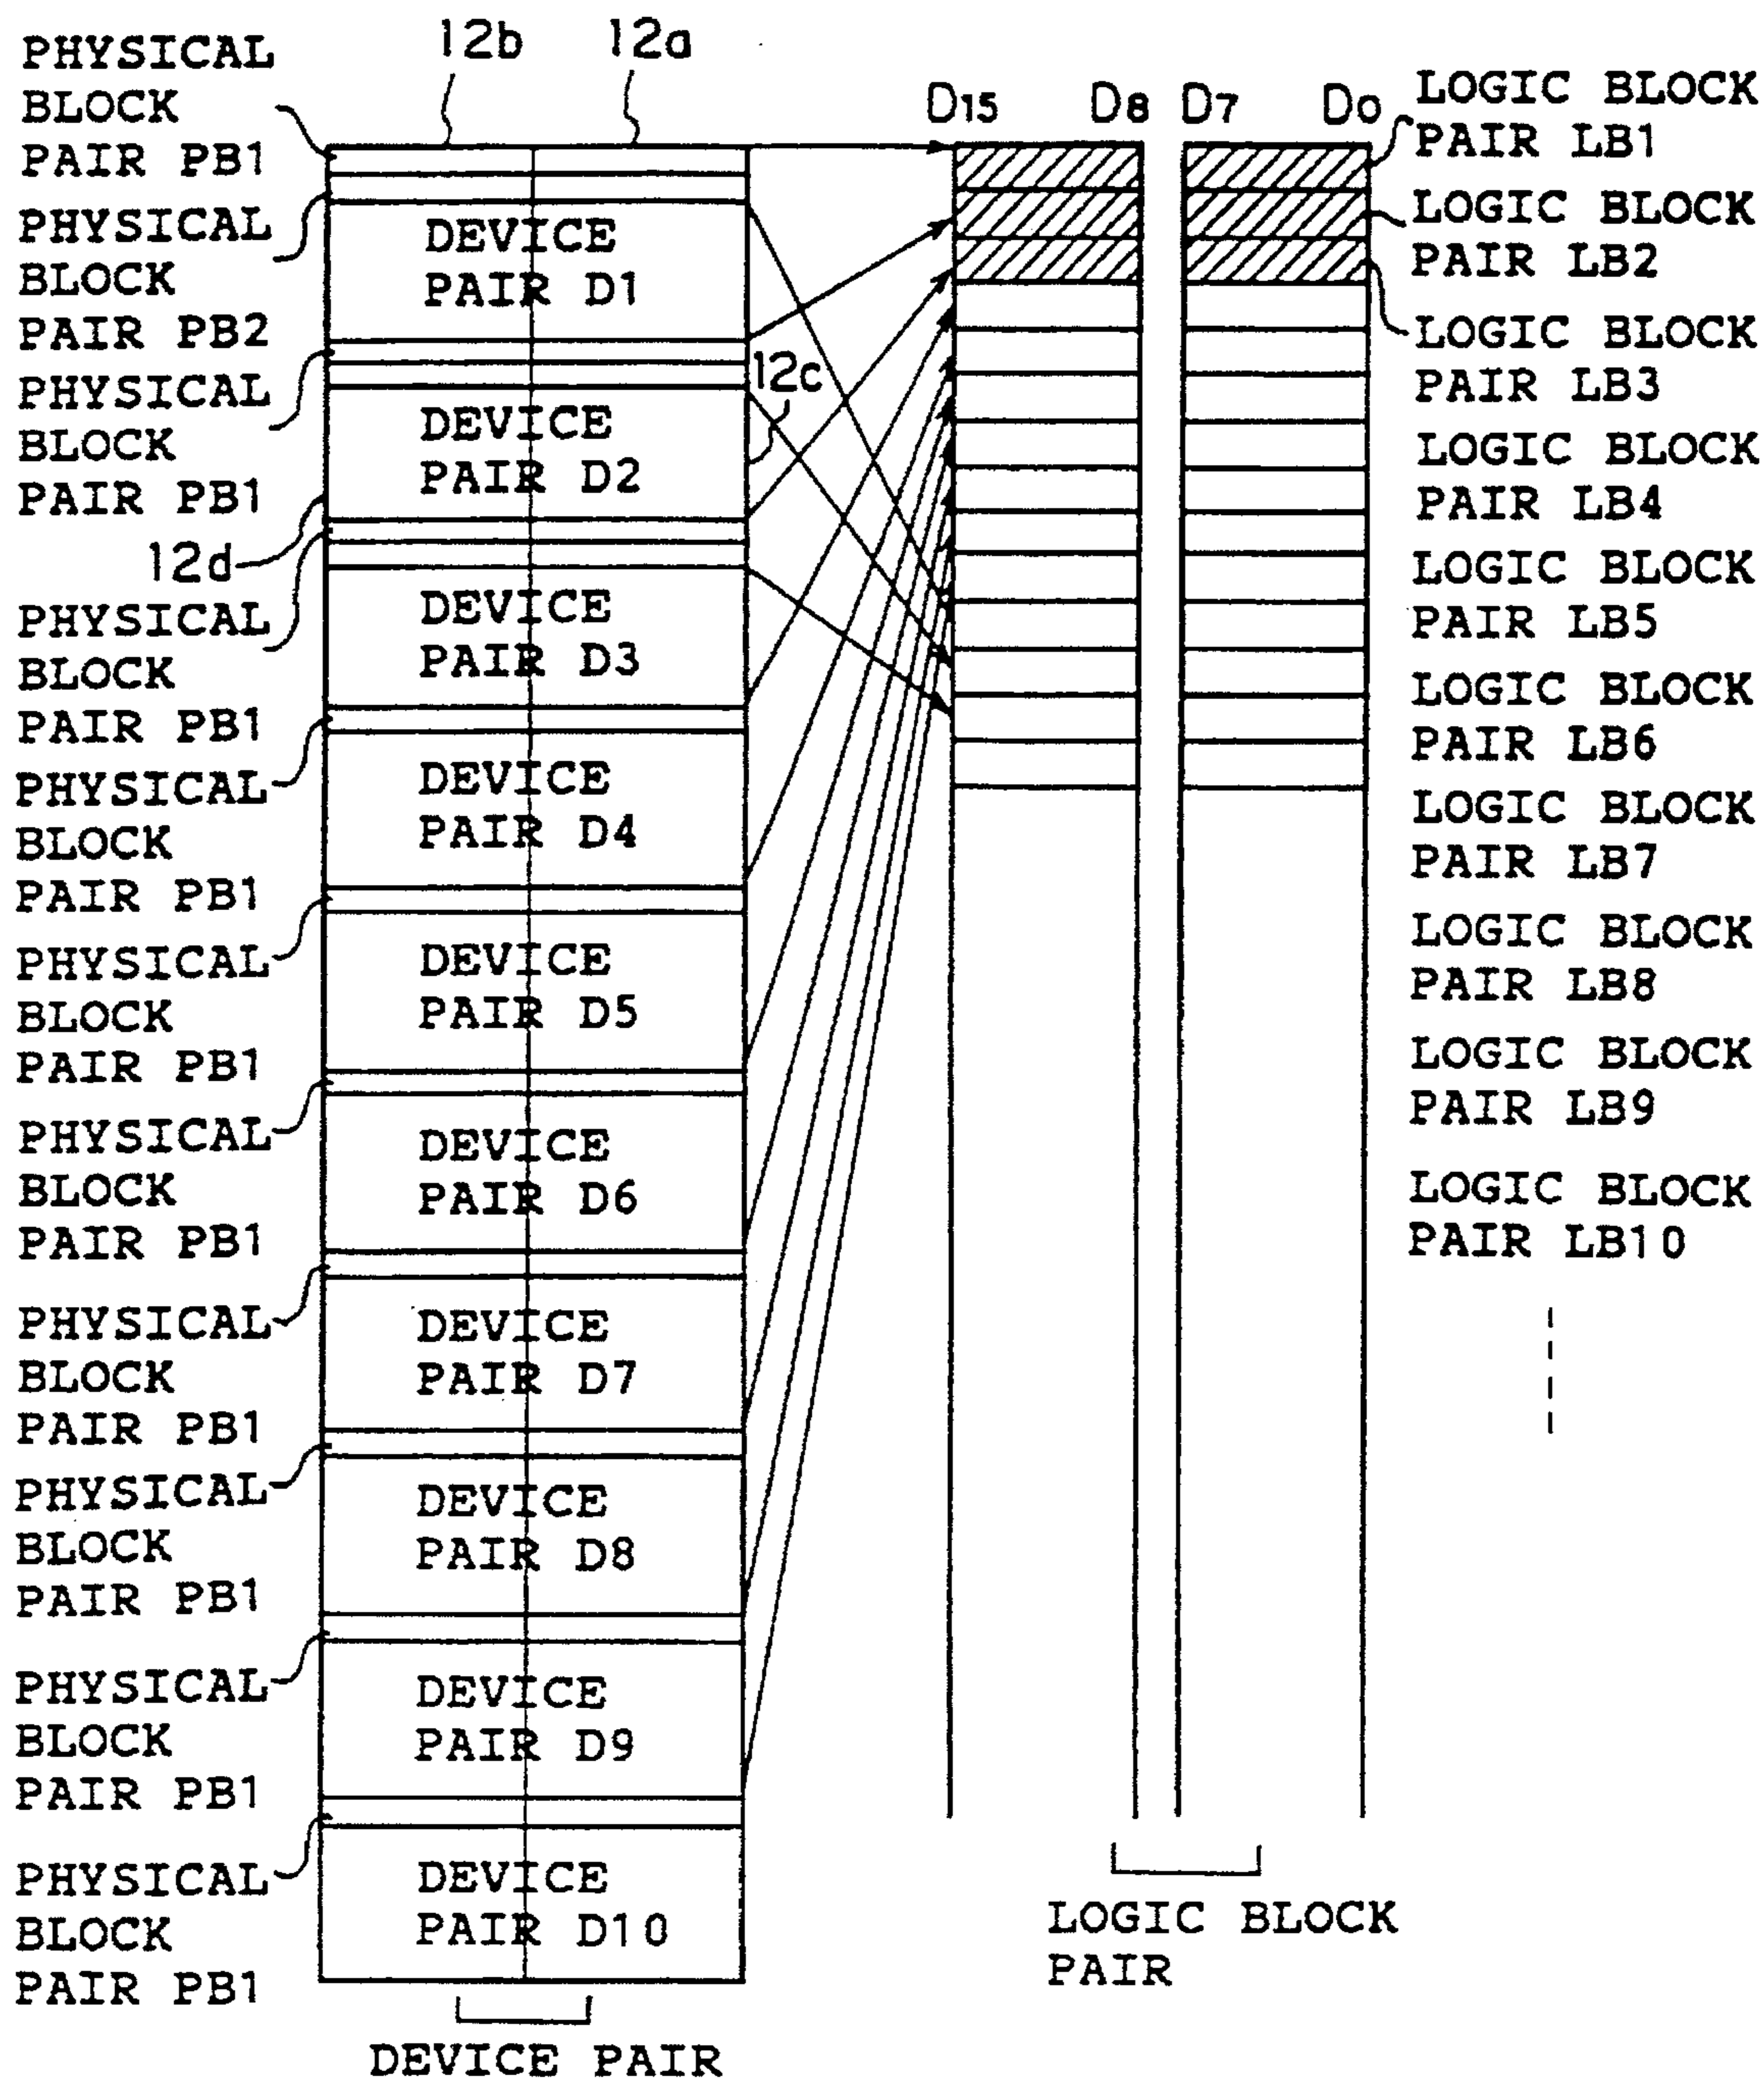 PHYSICAL
BLOCK
PAIR PB1
PHYSICAL
BLOCK
PAIR PB2
PHYSICAL
BLOCK
PAIR PB1
12d
PHYSICAL
BLOCK
PAIR PB1
PHYSICAL
BLOCK
PAIR PB1
PHYSICAL
BLOCK
PAIR PB1
PHYSICAL
BLOCK
PAIR PB1
PHYSICAL
BLOCK
PAIR PB1
PHYSICAL
BLOCK
PAIR PB1
PHYSICAL
BLOCK
PAIR PB1
PHYSICAL
BLOCK
PAIR PB1
12b 12a
DEVICE
PAIR D1
12c
DEVICE
PAIR D2
DEVICE
PAIR D3
DEVICE
PAIR D4
DEVICE
PAIR D5
DEVICE
PAIR D6
DEVICE
PAIR D7
DEVICE
PAIR D8
DEVICE
PAIR D9
DEVICE
PAIR D10
DEVICE PAIR
D15 D8 D7 D0
LOGIC BLOCK
PAIR LB1
LOGIC BLOCK
PAIR LB2
LOGIC BLOCK
PAIR LB3
LOGIC BLOCK
PAIR LB4
LOGIC BLOCK
PAIR LB5
LOGIC BLOCK
PAIR LB6
LOGIC BLOCK
PAIR LB7
LOGIC BLOCK
PAIR LB8
LOGIC BLOCK
PAIR LB9
LOGIC BLOCK
PAIR LB10
LOGIC BLOCK
PAIR